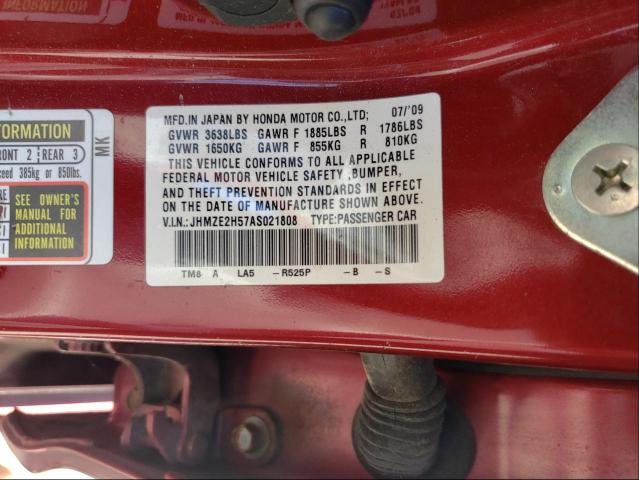 INFORMATION
ORMATION
RONT 2 REAR 3
ceed 385kg or 850lbs.
SEE OWNER'S
MANUAL FOR
ADDITIONAL
INFORMATION
MK
MFD.IN JAPAN BY HONDA MOTOR CO.,LTD; 07/'09
GVWR 3638LBS GAWR F 1885LBS R 1786LBS
GVWR 1650KG GAWR F 855KG R 810KG
THIS VEHICLE CONFORMS TO ALL APPLICABLE
FEDERAL MOTOR VEHICLE SAFETY ,BUMPER,
AND THEFT PREVENTION STANDARDS IN EFFECT
ON THE DATE OF MANUFACTURE SHOWN ABOVE.
V.I.N.: JHMZE2H57AS021808 TYPE:PASSENGER CAR
TM8 A LA5 -R525P -B -S